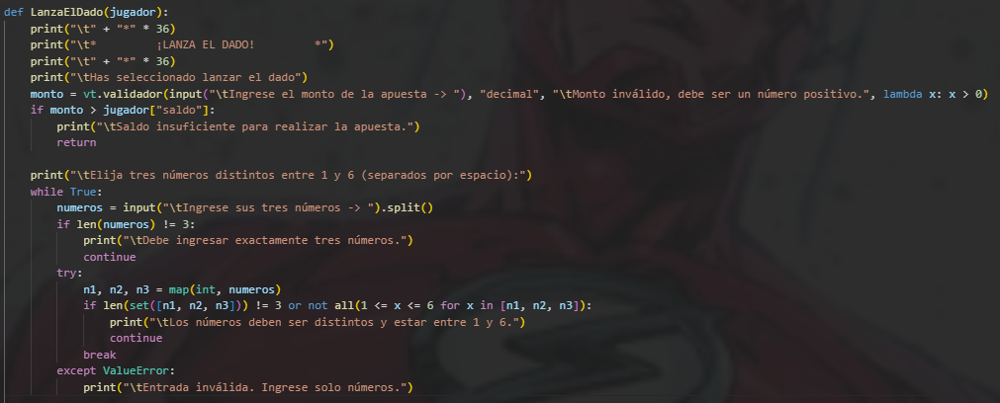 def LanzaElDado(jugador):
    print("\t" + "*" * 36)
    print("\t*         ¡LANZA EL DADO!         *")
    print("\t" + "*" * 36)
    print("\tHas seleccionado lanzar el dado")
    monto = vt.validador(input("\tIngrese el monto de la apuesta -> "), "decimal", "\tMonto inválido, debe ser un número positivo.", lambda x: x > 0)
    if monto > jugador["saldo"]:
        print("\tSaldo insuficiente para realizar la apuesta.")
        return

    print("\tElija tres números distintos entre 1 y 6 (separados por espacio):")
    while True:
        numeros = input("\tIngrese sus tres números -> ").split()
        if len(numeros) != 3:
            print("\tDebe ingresar exactamente tres números.")
            continue
        try:
            n1, n2, n3 = map(int, numeros)
            if len(set([n1, n2, n3])) != 3 or not all(1 <= x <= 6 for x in [n1, n2, n3]):
                print("\tLos números deben ser distintos y estar entre 1 y 6.")
                continue
            break
        except ValueError:
            print("\tEntrada inválida. Ingrese solo números.")